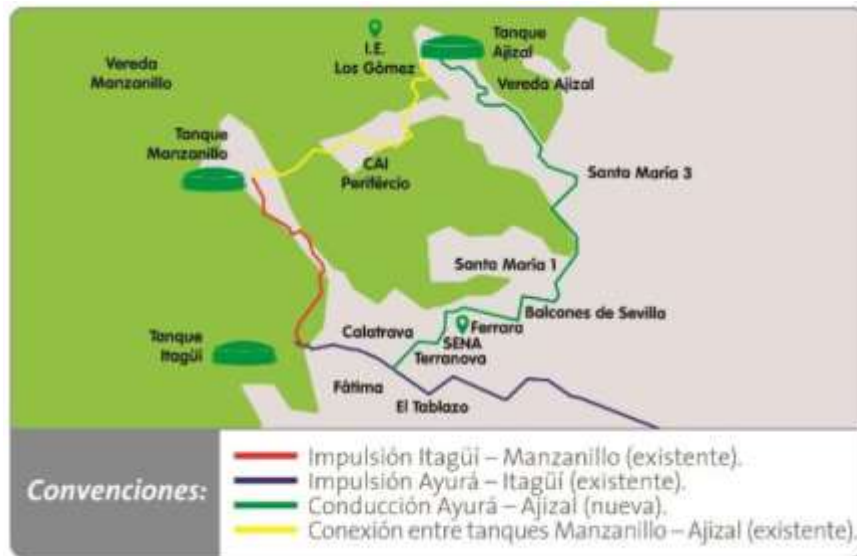 I.E.
Los Gómez
Tanque
Ajizal
Vereda
Manzanillo
Vereda Ajizal
Tanque
Manzanillo
CAI
Perifércio
Santa María 3
Santa María 1
Balcones de Sevilla
Tanque
Itagüí
Calatrava
Ferrara
SENA
Terranova
Fátima
El Tablazo
Convenciones:
Impulsión Itagüí – Manzanillo (existente).
Impulsión Ayurá – Itagüí (existente).
Conducción Ayurá – Ajizal (nueva).
Conexión entre tanques Manzanillo – Ajizal (existente).